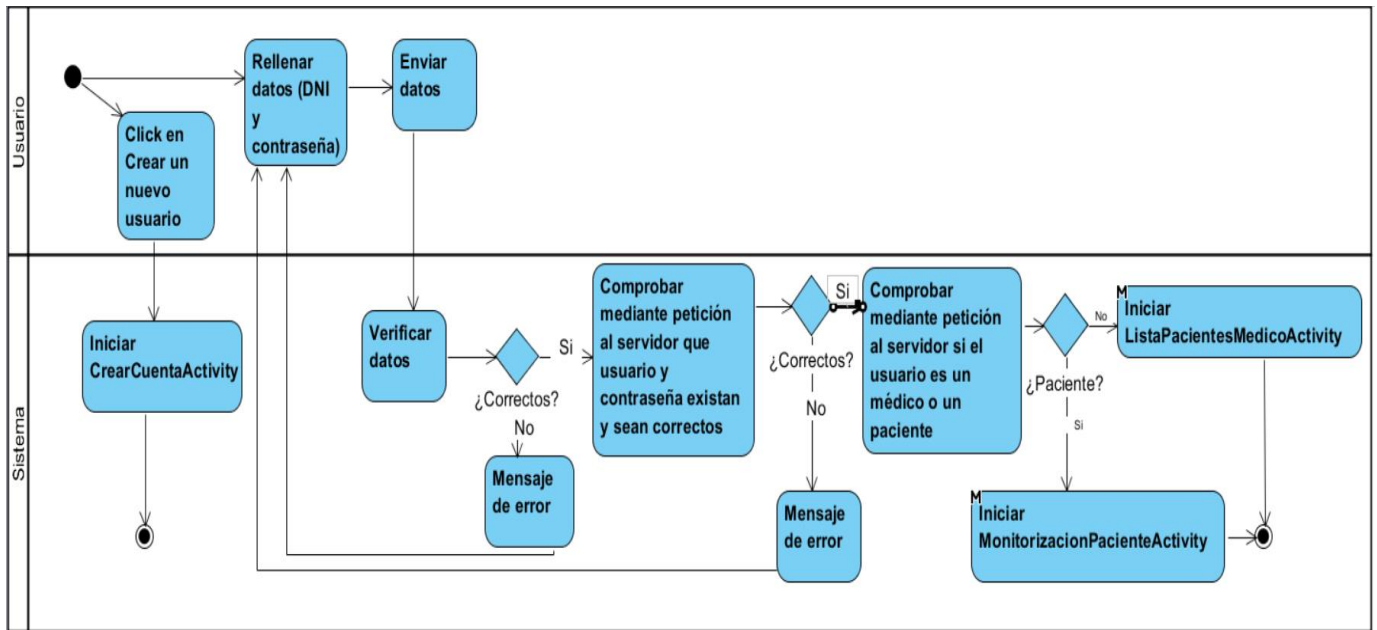 Usuario
Rellenar
datos (DNI
y
contraseña)
Enviar
datos
Click en
Crear un
nuevo
usuario
Sistema
Iniciar
CrearCuentaActivity
Verificar
datos
¿Correctos?
Si
No
Mensaje
de error
Comprobar
mediante petición
al servidor que
usuario y
contraseña existan
y sean correctos
¿Correctos?
Si
No
Mensaje
de error
Comprobar
mediante petición
al servidor si el
usuario es un
médico o un
paciente
¿Paciente?
No
Si
M
Iniciar
ListaPacientesMedicoActivity
M
Iniciar
MonitorizacionPacienteActivity